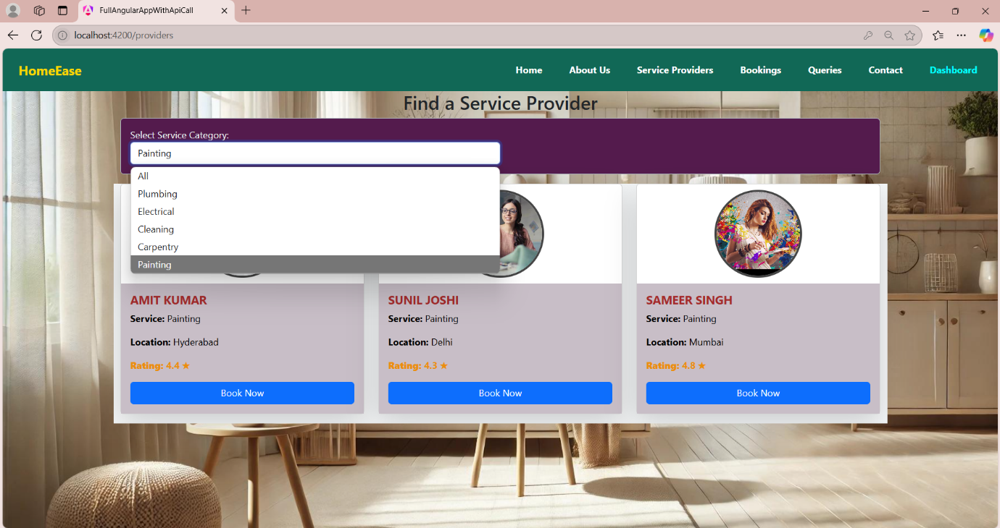 FullAngularAppWithApiCall
localhost:4200/providers
HomeEase Home About Us Service Providers Bookings Queries Contact Dashboard
Find a Service Provider
Select Service Category:
Painting
All
Plumbing
Electrical
Cleaning
Carpentry
Painting
AMIT KUMAR
Service: Painting
Location: Hyderabad
Rating: 4.4 ★
Book Now
SUNIL JOSHI
Service: Painting
Location: Delhi
Rating: 4.3 ★
Book Now
SAMEER SINGH
Service: Painting
Location: Mumbai
Rating: 4.8 ★
Book Now